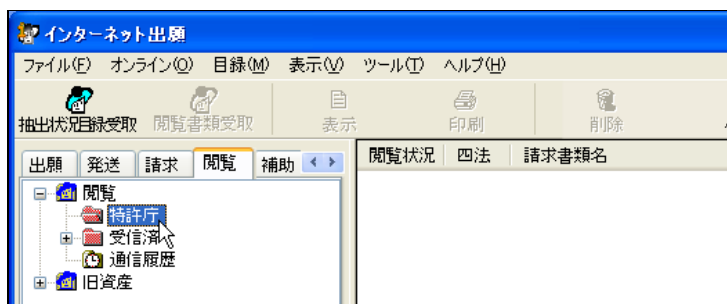 インターネット出願
ファイル(F) オンライン(O) 目録(M) 表示(V) ツール(T) ヘルプ(H)
抽出状況目録受取 閲覧書類受取 表示 印刷 削除
出願 発送 請求 閲覧 補助 閲覧状況 四法 請求書類名
閲覧
特許庁
受信済
通信履歴
旧資産